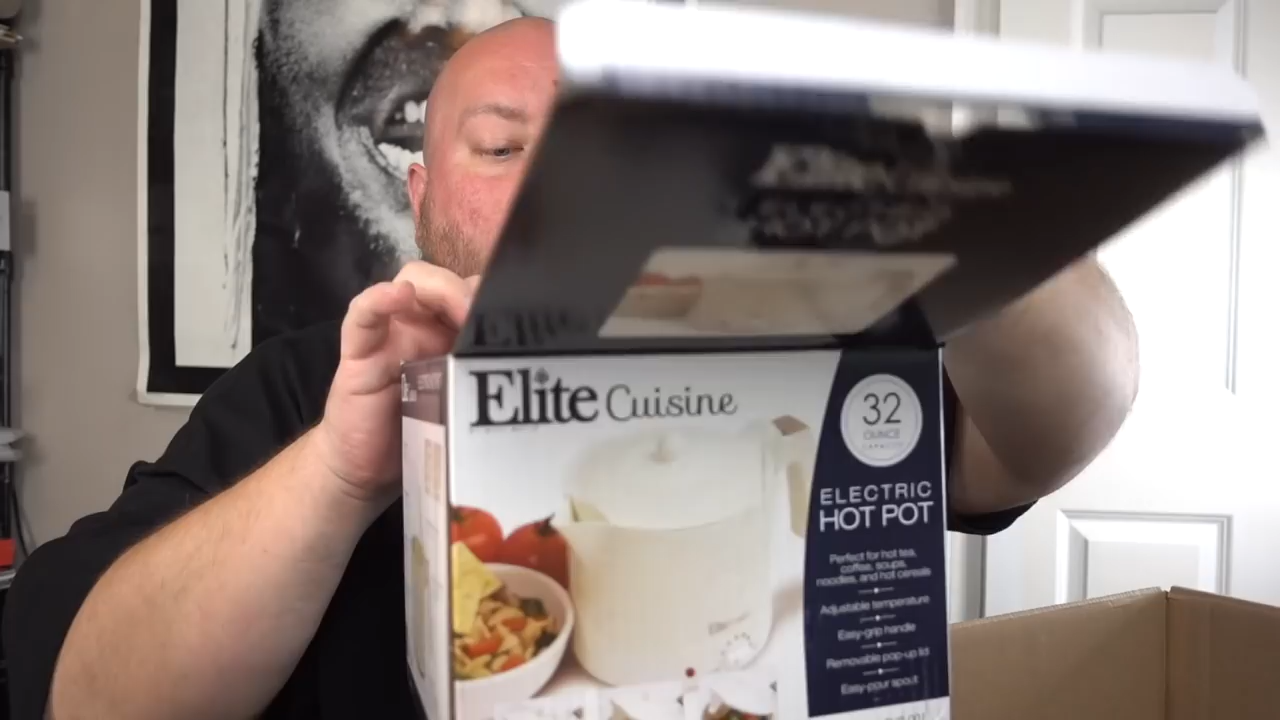 Elite Cuisine
32
OUNCE
ELECTRIC
HOT POT
Perfect for hot tea,
coffee, soups,
noodles, and hot cereals
Adjustable temperature
Easy-grip handle
Removable pop-up lid
Easy-pour spout